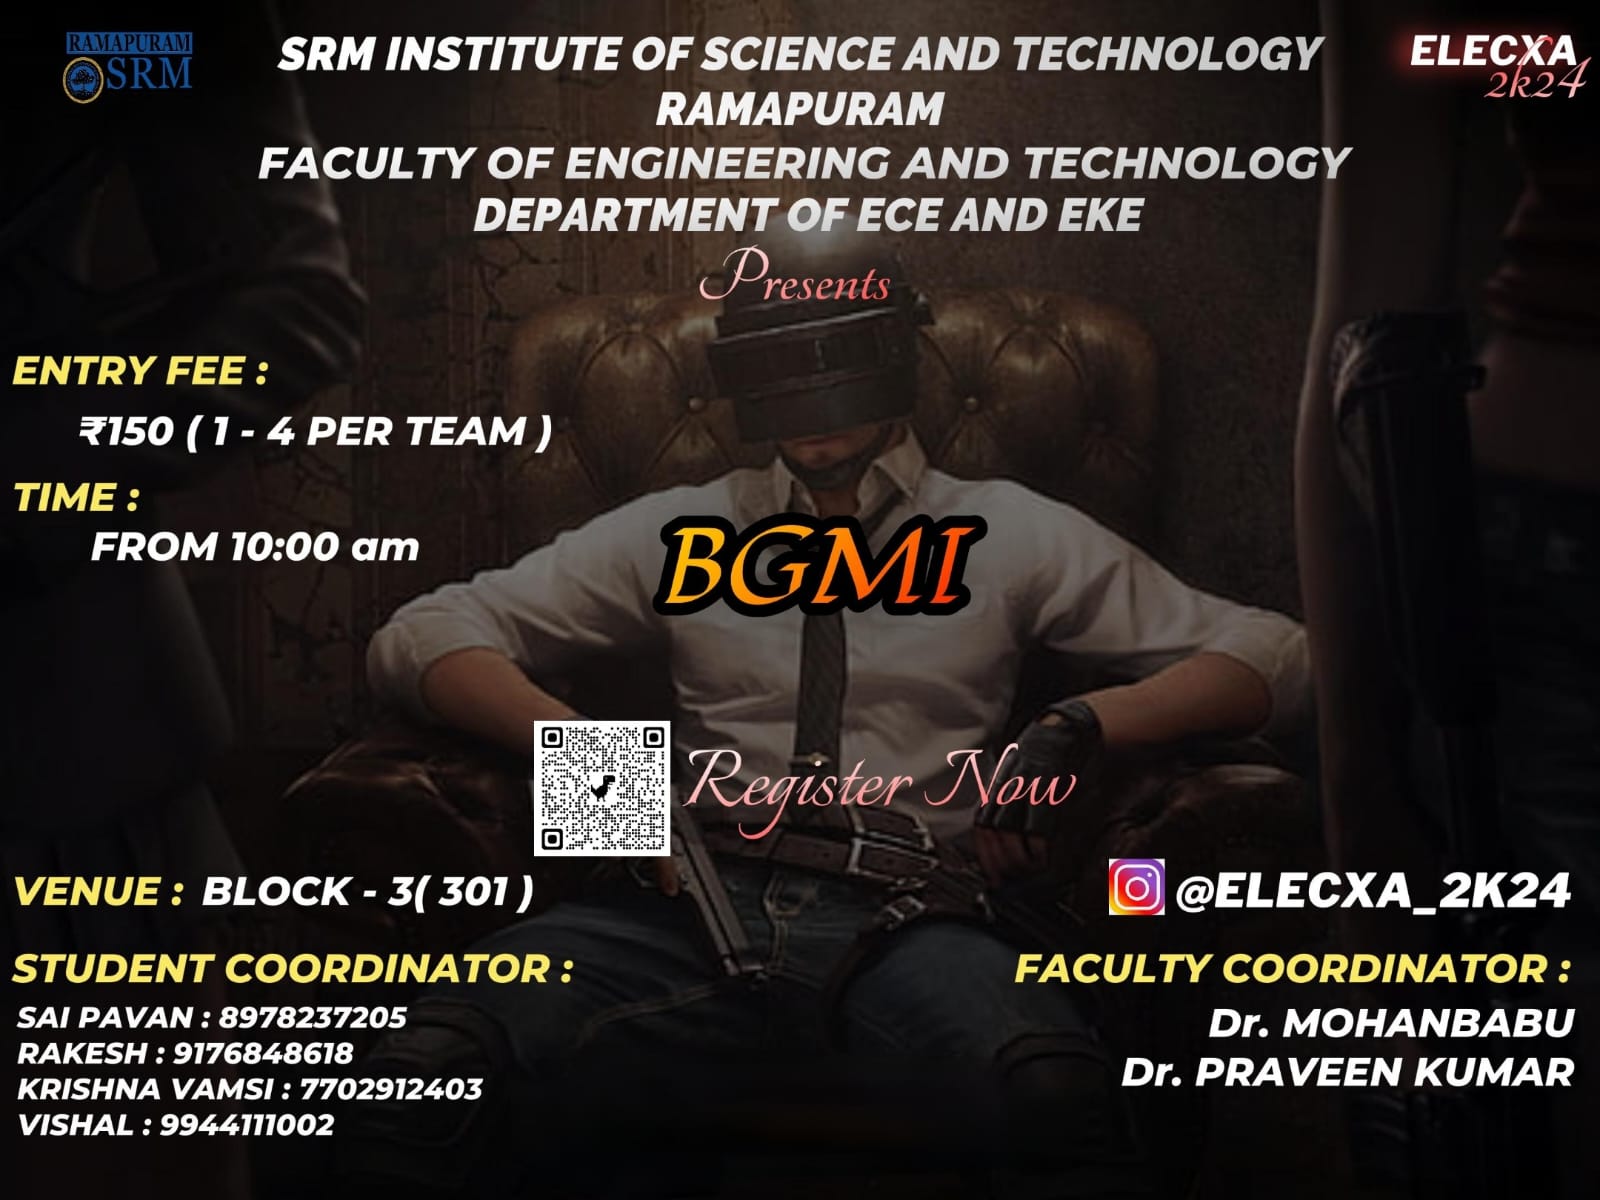 RAMAPURAM
SRM
SRM INSTITUTE OF SCIENCE AND TECHNOLOGY
RAMAPURAM
FACULTY OF ENGINEERING AND TECHNOLOGY
DEPARTMENT OF ECE AND EKE
ELECXA
2k24
Presents
ENTRY FEE :
₹150 ( 1 - 4 PER TEAM )
TIME :
FROM 10:00 am
BGMI
Register Now
VENUE : BLOCK - 3( 301 )
@ELECXA_2K24
STUDENT COORDINATOR :
SAI PAVAN : 8978237205
RAKESH : 9176848618
KRISHNA VAMSI : 7702912403
VISHAL : 9944111002
FACULTY COORDINATOR :
Dr. MOHANBABU
Dr. PRAVEEN KUMAR